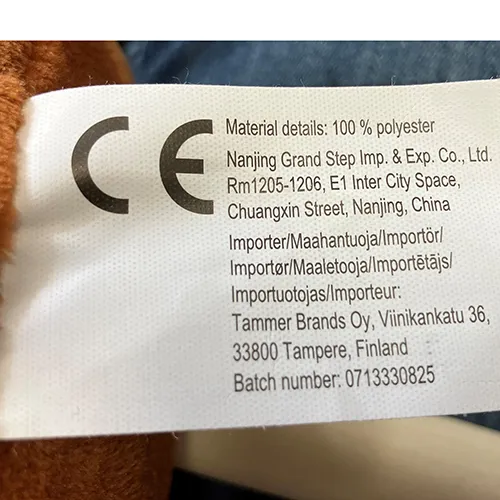 CE
Material details: 100 % polyester
Nanjing Grand Step Imp. & Exp. Co., Ltd.
Rm1205-1206, E1 Inter City Space,
Chuangxin Street, Nanjing, China
Importer/Maahantuoja/Importör/
Importør/Maaletooja/Importētājs/
Importuotojas/Importeur:
Tammer Brands Oy, Viinikankatu 36,
33800 Tampere, Finland
Batch number: 0713330825